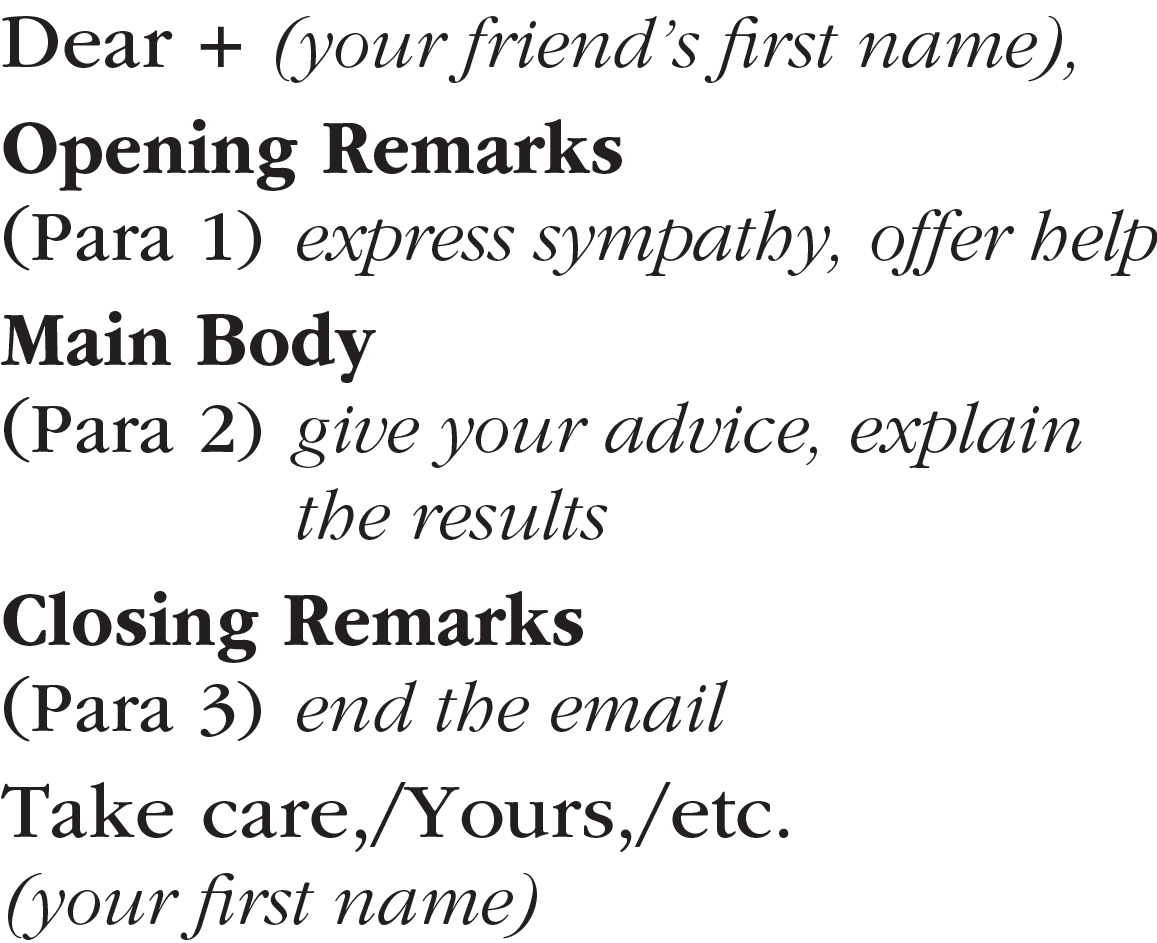 Dear + (your friend’s first name),
Opening Remarks
(Para 1) express sympathy, offer help
Main Body
(Para 2) give your advice, explain
the results
Closing Remarks
(Para 3) end the email
Take care,/Yours,/etc.
(your first name)